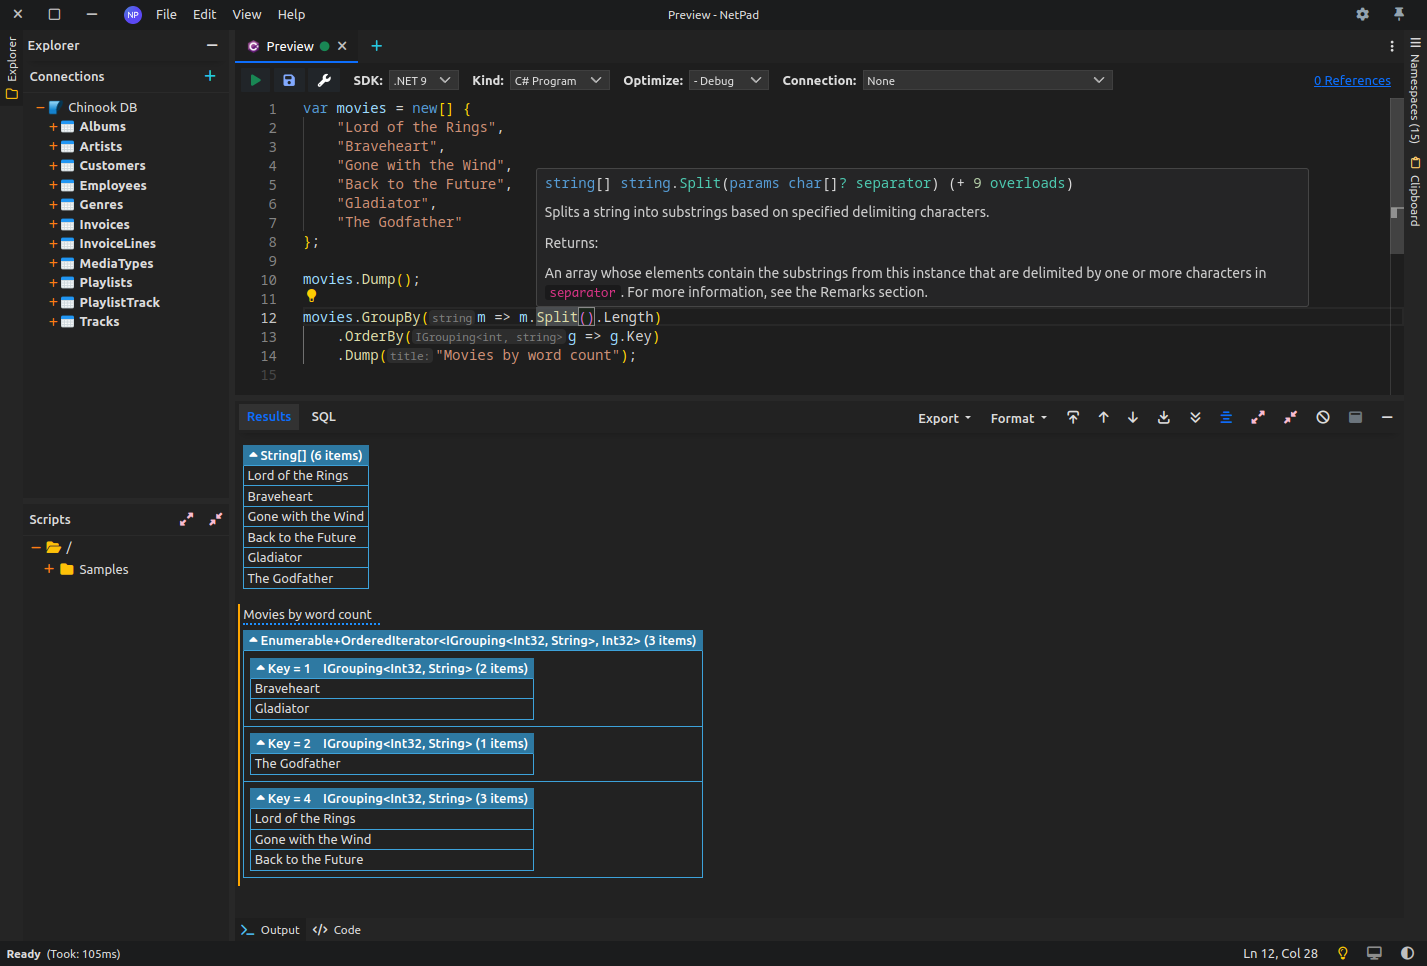 NP File Edit View Help
Preview - NetPad
Explorer
Explorer
Connections
Chinook DB
Albums
Artists
Customers
Employees
Genres
Invoices
InvoiceLines
MediaTypes
Playlists
PlaylistTrack
Tracks
Scripts
/
Samples
Preview
SDK: .NET 9 Kind: C# Program Optimize: - Debug Connection: None 0 References
1 var movies = new[] {
2 "Lord of the Rings",
3 "Braveheart",
4 "Gone with the Wind",
5 "Back to the Future",
6 "Gladiator",
7 "The Godfather"
8 };
9
10 movies.Dump();
11
12 movies.GroupBy(string m => m.Split().Length)
13 .OrderBy(IGrouping<int, string> g => g.Key)
14 .Dump(title: "Movies by word count");
15
string[] string.Split(params char[]? separator) (+ 9 overloads)
Splits a string into substrings based on specified delimiting characters.
Returns:
An array whose elements contain the substrings from this instance that are delimited by one or more characters in
separator. For more information, see the Remarks section.
Namespaces (15)
Clipboard
Results SQL
Export Format
String[] (6 items)
Lord of the Rings
Braveheart
Gone with the Wind
Back to the Future
Gladiator
The Godfather
Movies by word count
Enumerable+OrderedIterator<IGrouping<Int32, String>, Int32> (3 items)
Key = 1 IGrouping<Int32, String> (2 items)
Braveheart
Gladiator
Key = 2 IGrouping<Int32, String> (1 items)
The Godfather
Key = 4 IGrouping<Int32, String> (3 items)
Lord of the Rings
Gone with the Wind
Back to the Future
Output Code
Ready (Took: 105ms)
Ln 12, Col 28